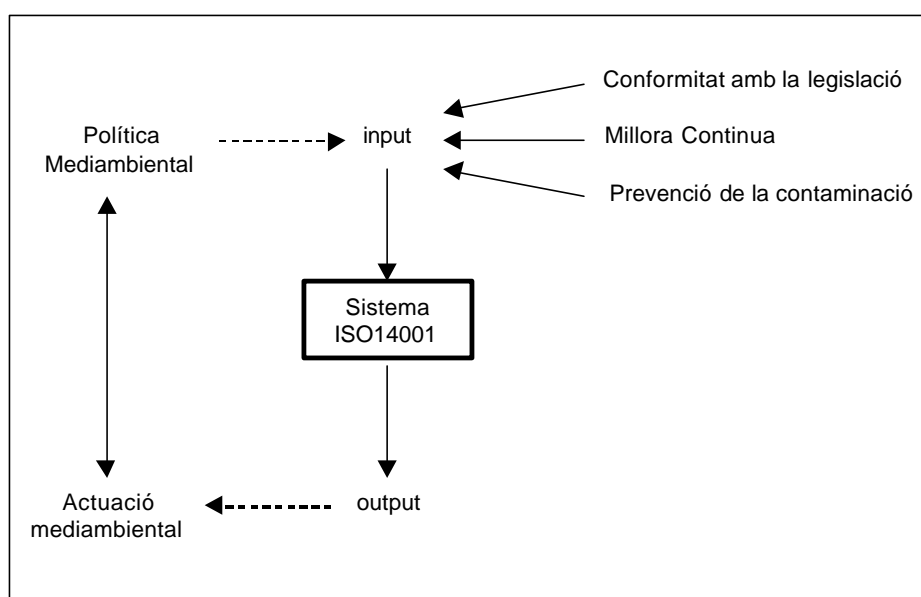 Conformitat amb la legislació
Política
Mediambiental
input
Millora Continua
Prevenció de la contaminació
Sistema
ISO14001
Actuació
mediambiental
output